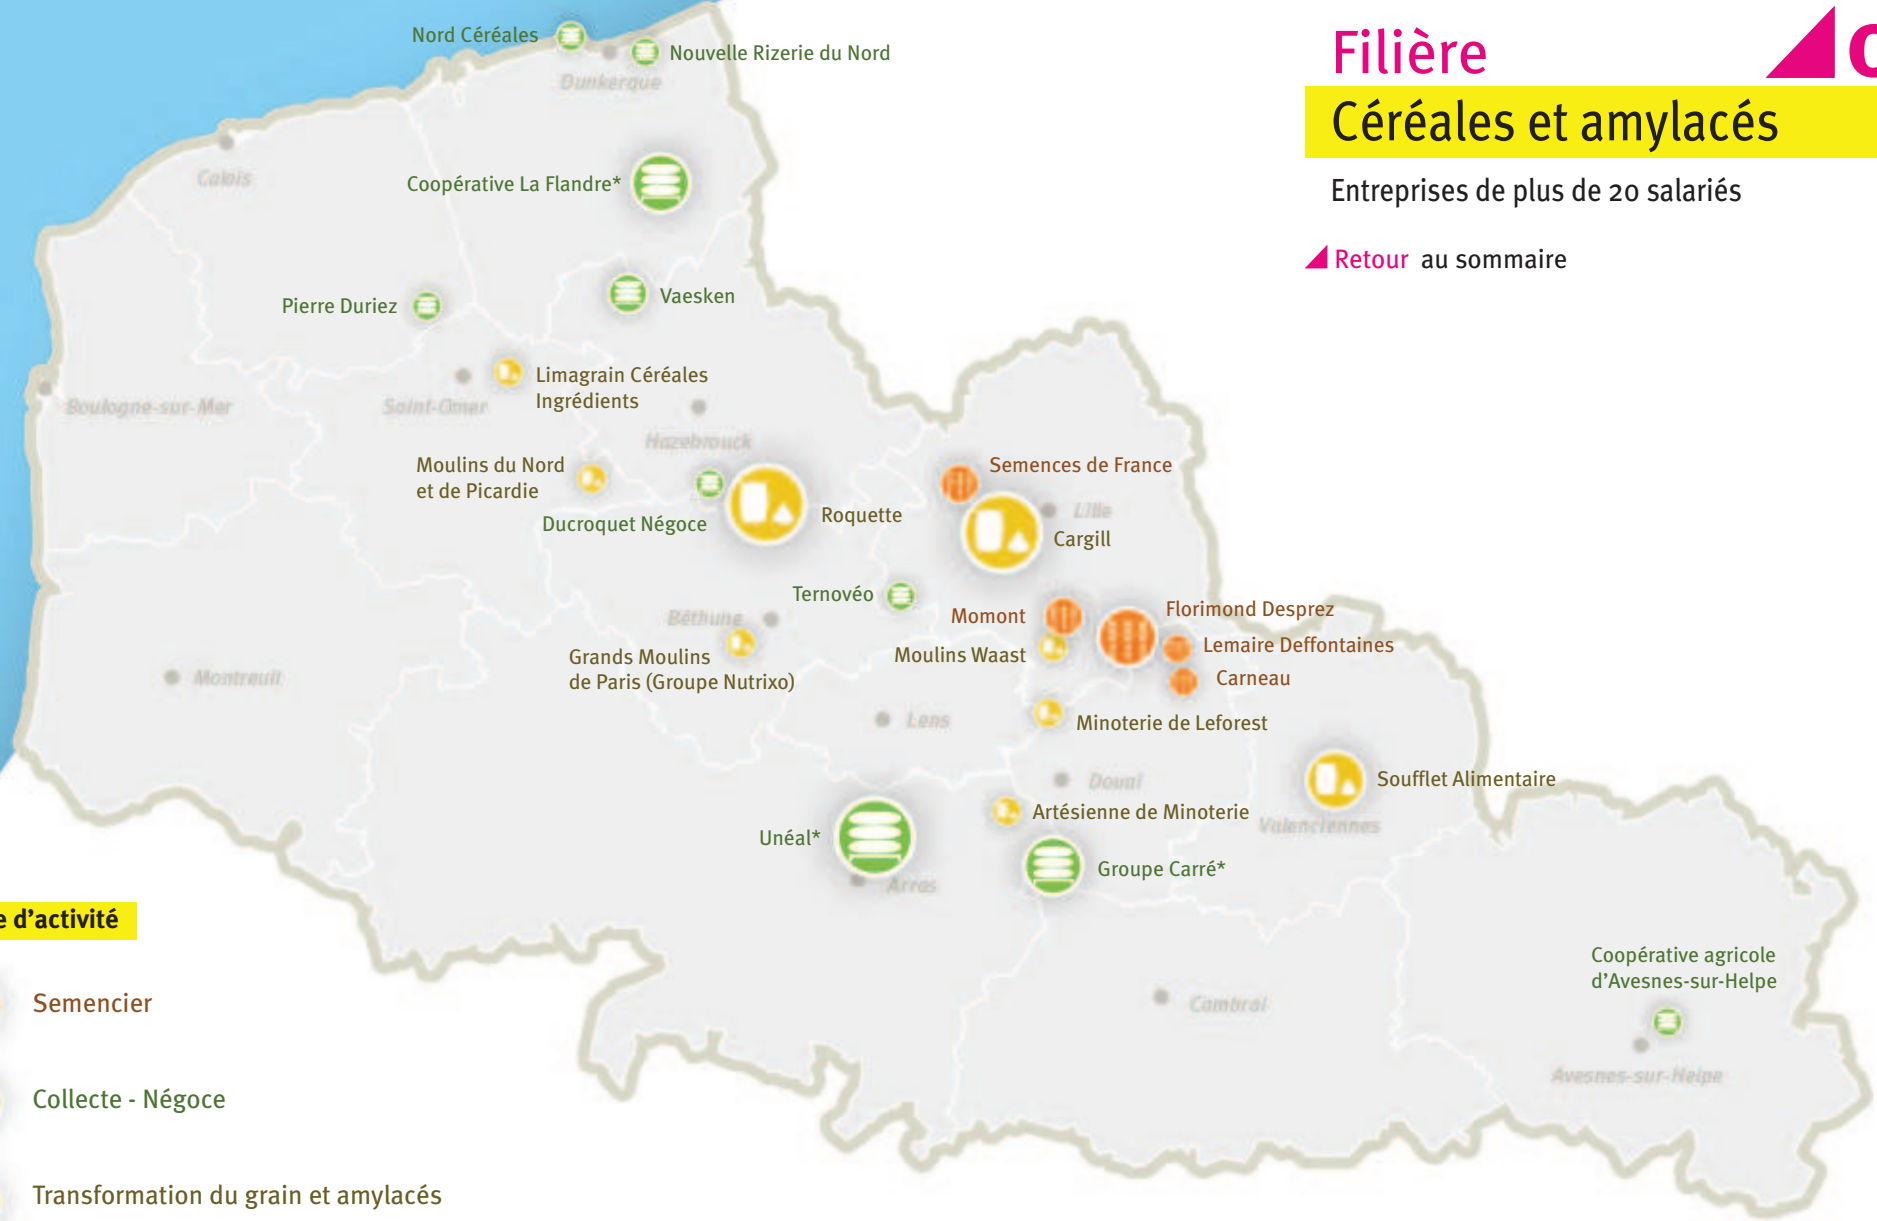 Filière
Céréales et amylacés
Entreprises de plus de 20 salariés
Retour au sommaire
Nord Céréales
Nouvelle Rizerie du Nord
Dunkerque
Calais
Coopérative La Flandre*
Pierre Duriez
Vaesken
Limagrain Céréales
Ingrédients
Boulogne-sur-Mer
Saint-Omer
Hazebrouck
Moulins du Nord
et de Picardie
Ducroquet Négoce
Roquette
Semences de France
Lille
Cargill
Ternovéo
Béthune
Grands Moulins
de Paris (Groupe Nutrixo)
Momont
Moulins Waast
Florimond Desprez
Lemaire Deffontaines
Carneau
Montreuil
Lens
Minoterie de Leforest
Douai
Soufflet Alimentaire
Valenciennes
Artésienne de Minoterie
Unéal*
Arras
Groupe Carré*
Coopérative agricole
d'Avesnes-sur-Helpe
Avesnes-sur-Helpe
Cambrai
e d'activité
Semencier
Collecte - Négoce
Transformation du grain et amylacés